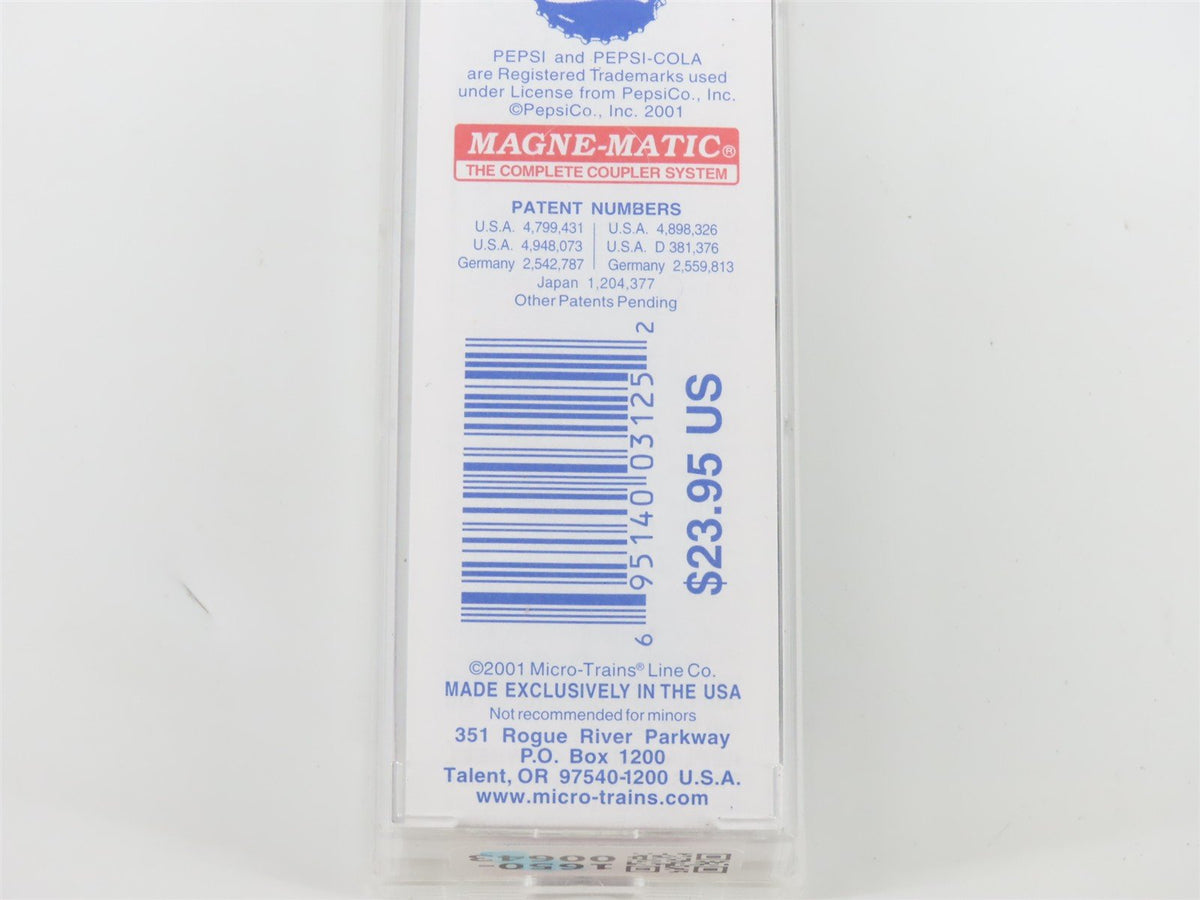 PEPSI and PEPSI-COLA
are Registered Trademarks used
under License from PepsiCo., Inc.
©PepsiCo., Inc. 2001
MAGNE-MATIC®
THE COMPLETE COUPLER SYSTEM
PATENT NUMBERS
U.S.A. 4,799,431 U.S.A. 4,898,326
U.S.A. 4,948,073 U.S.A. D 381,376
Germany 2,542,787 Germany 2,559,813
Japan 1,204,377
Other Patents Pending
6 95140 03125 2
$23.95 US
©2001 Micro-Trains® Line Co.
MADE EXCLUSIVELY IN THE USA
Not recommended for minors
351 Rogue River Parkway
P.O. Box 1200
Talent, OR 97540-1200 U.S.A.
www.micro-trains.com